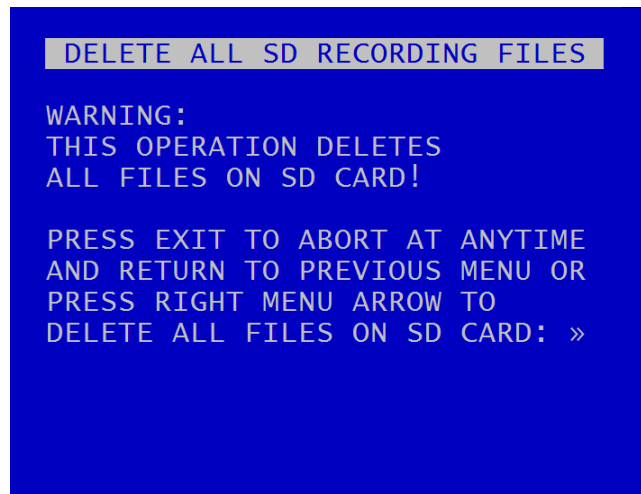 DELETE ALL SD RECORDING FILES
WARNING:
THIS OPERATION DELETES
ALL FILES ON SD CARD!
PRESS EXIT TO ABORT AT ANYTIME
AND RETURN TO PREVIOUS MENU OR
PRESS RIGHT MENU ARROW TO
DELETE ALL FILES ON SD CARD: »